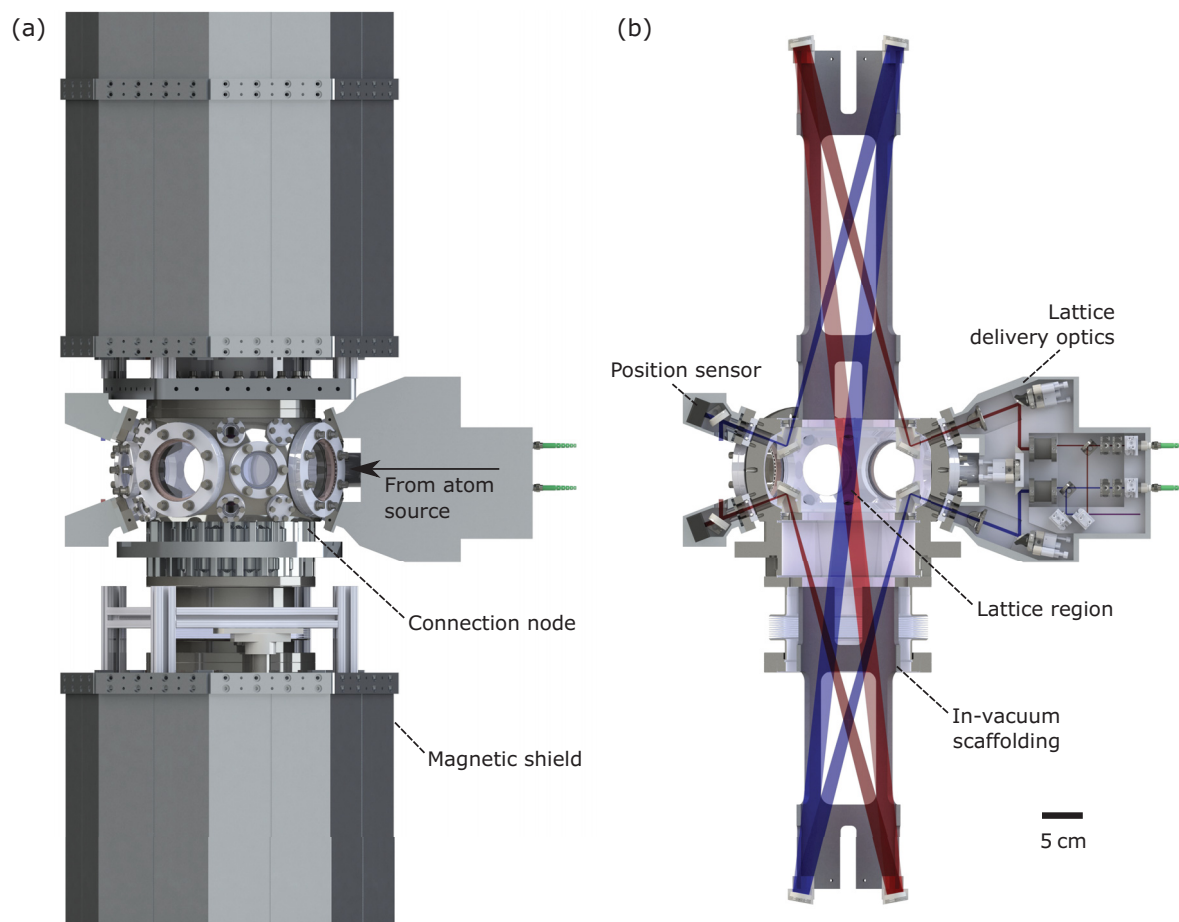 (a)
(b)
Lattice
delivery optics
Position sensor
From atom
source
Lattice region
Connection node
In-vacuum
scaffolding
Magnetic shield
5 cm